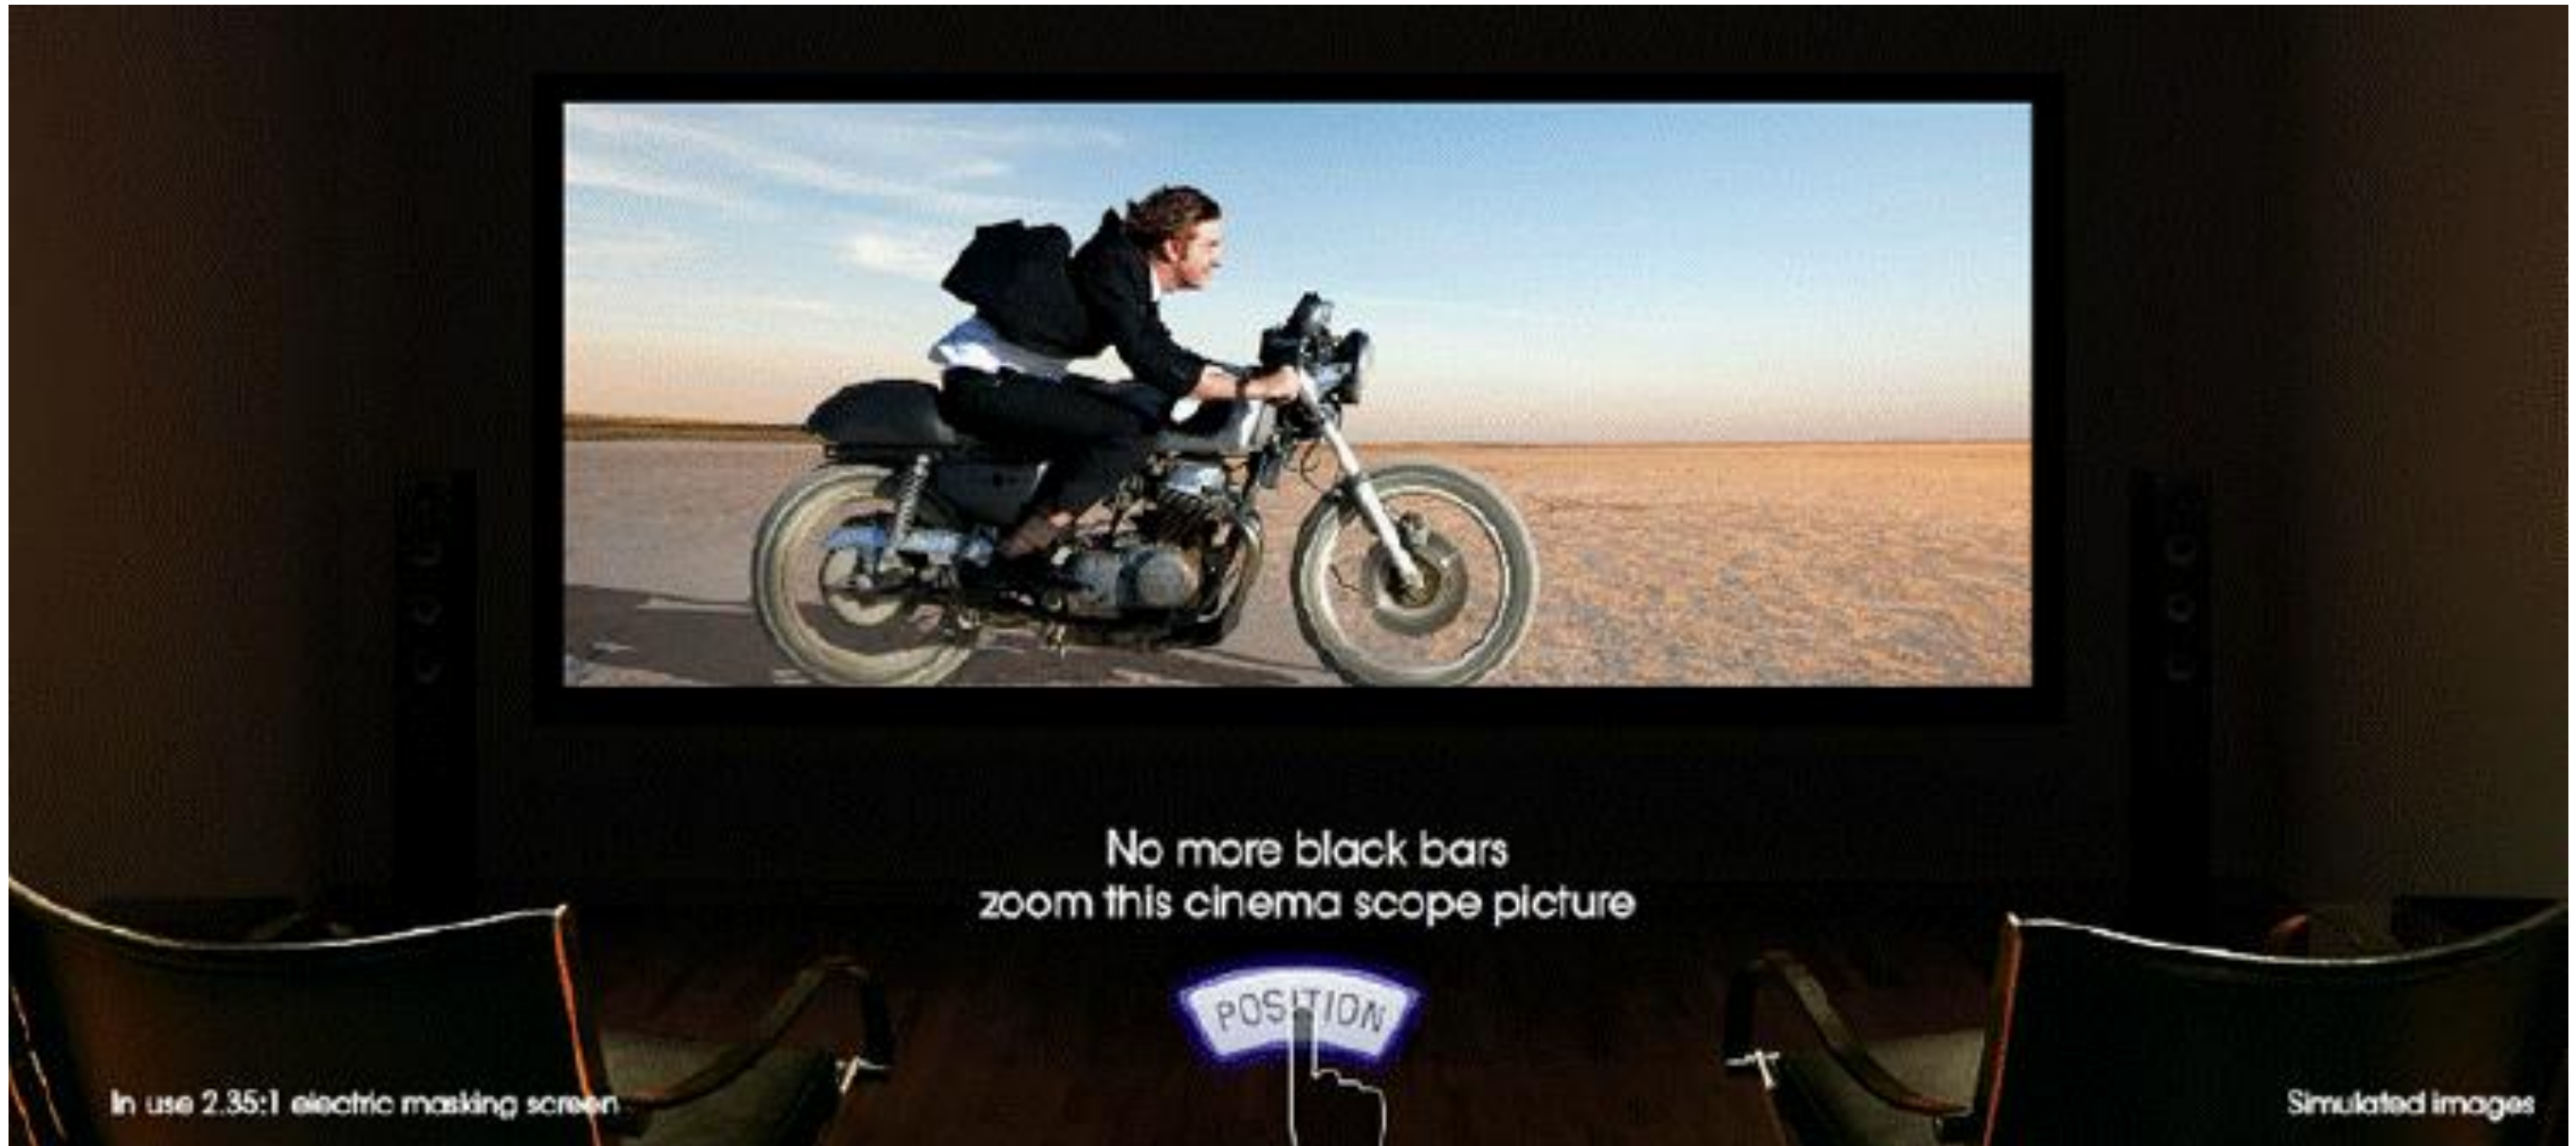 No more black bars
zoom this cinema scope picture
POSITION
In use 2.35:1 electric masking screen
Simulated images